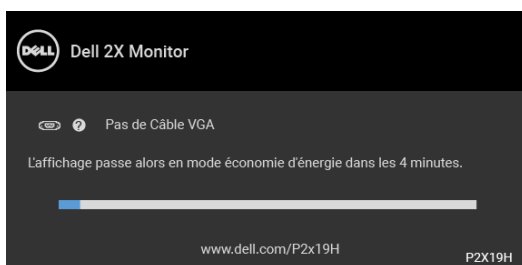 DELL
Dell 2X Monitor
? Pas de Câble VGA
L'affichage passe alors en mode économie d'énergie dans les 4 minutes.
www.dell.com/P2x19H
P2X19H